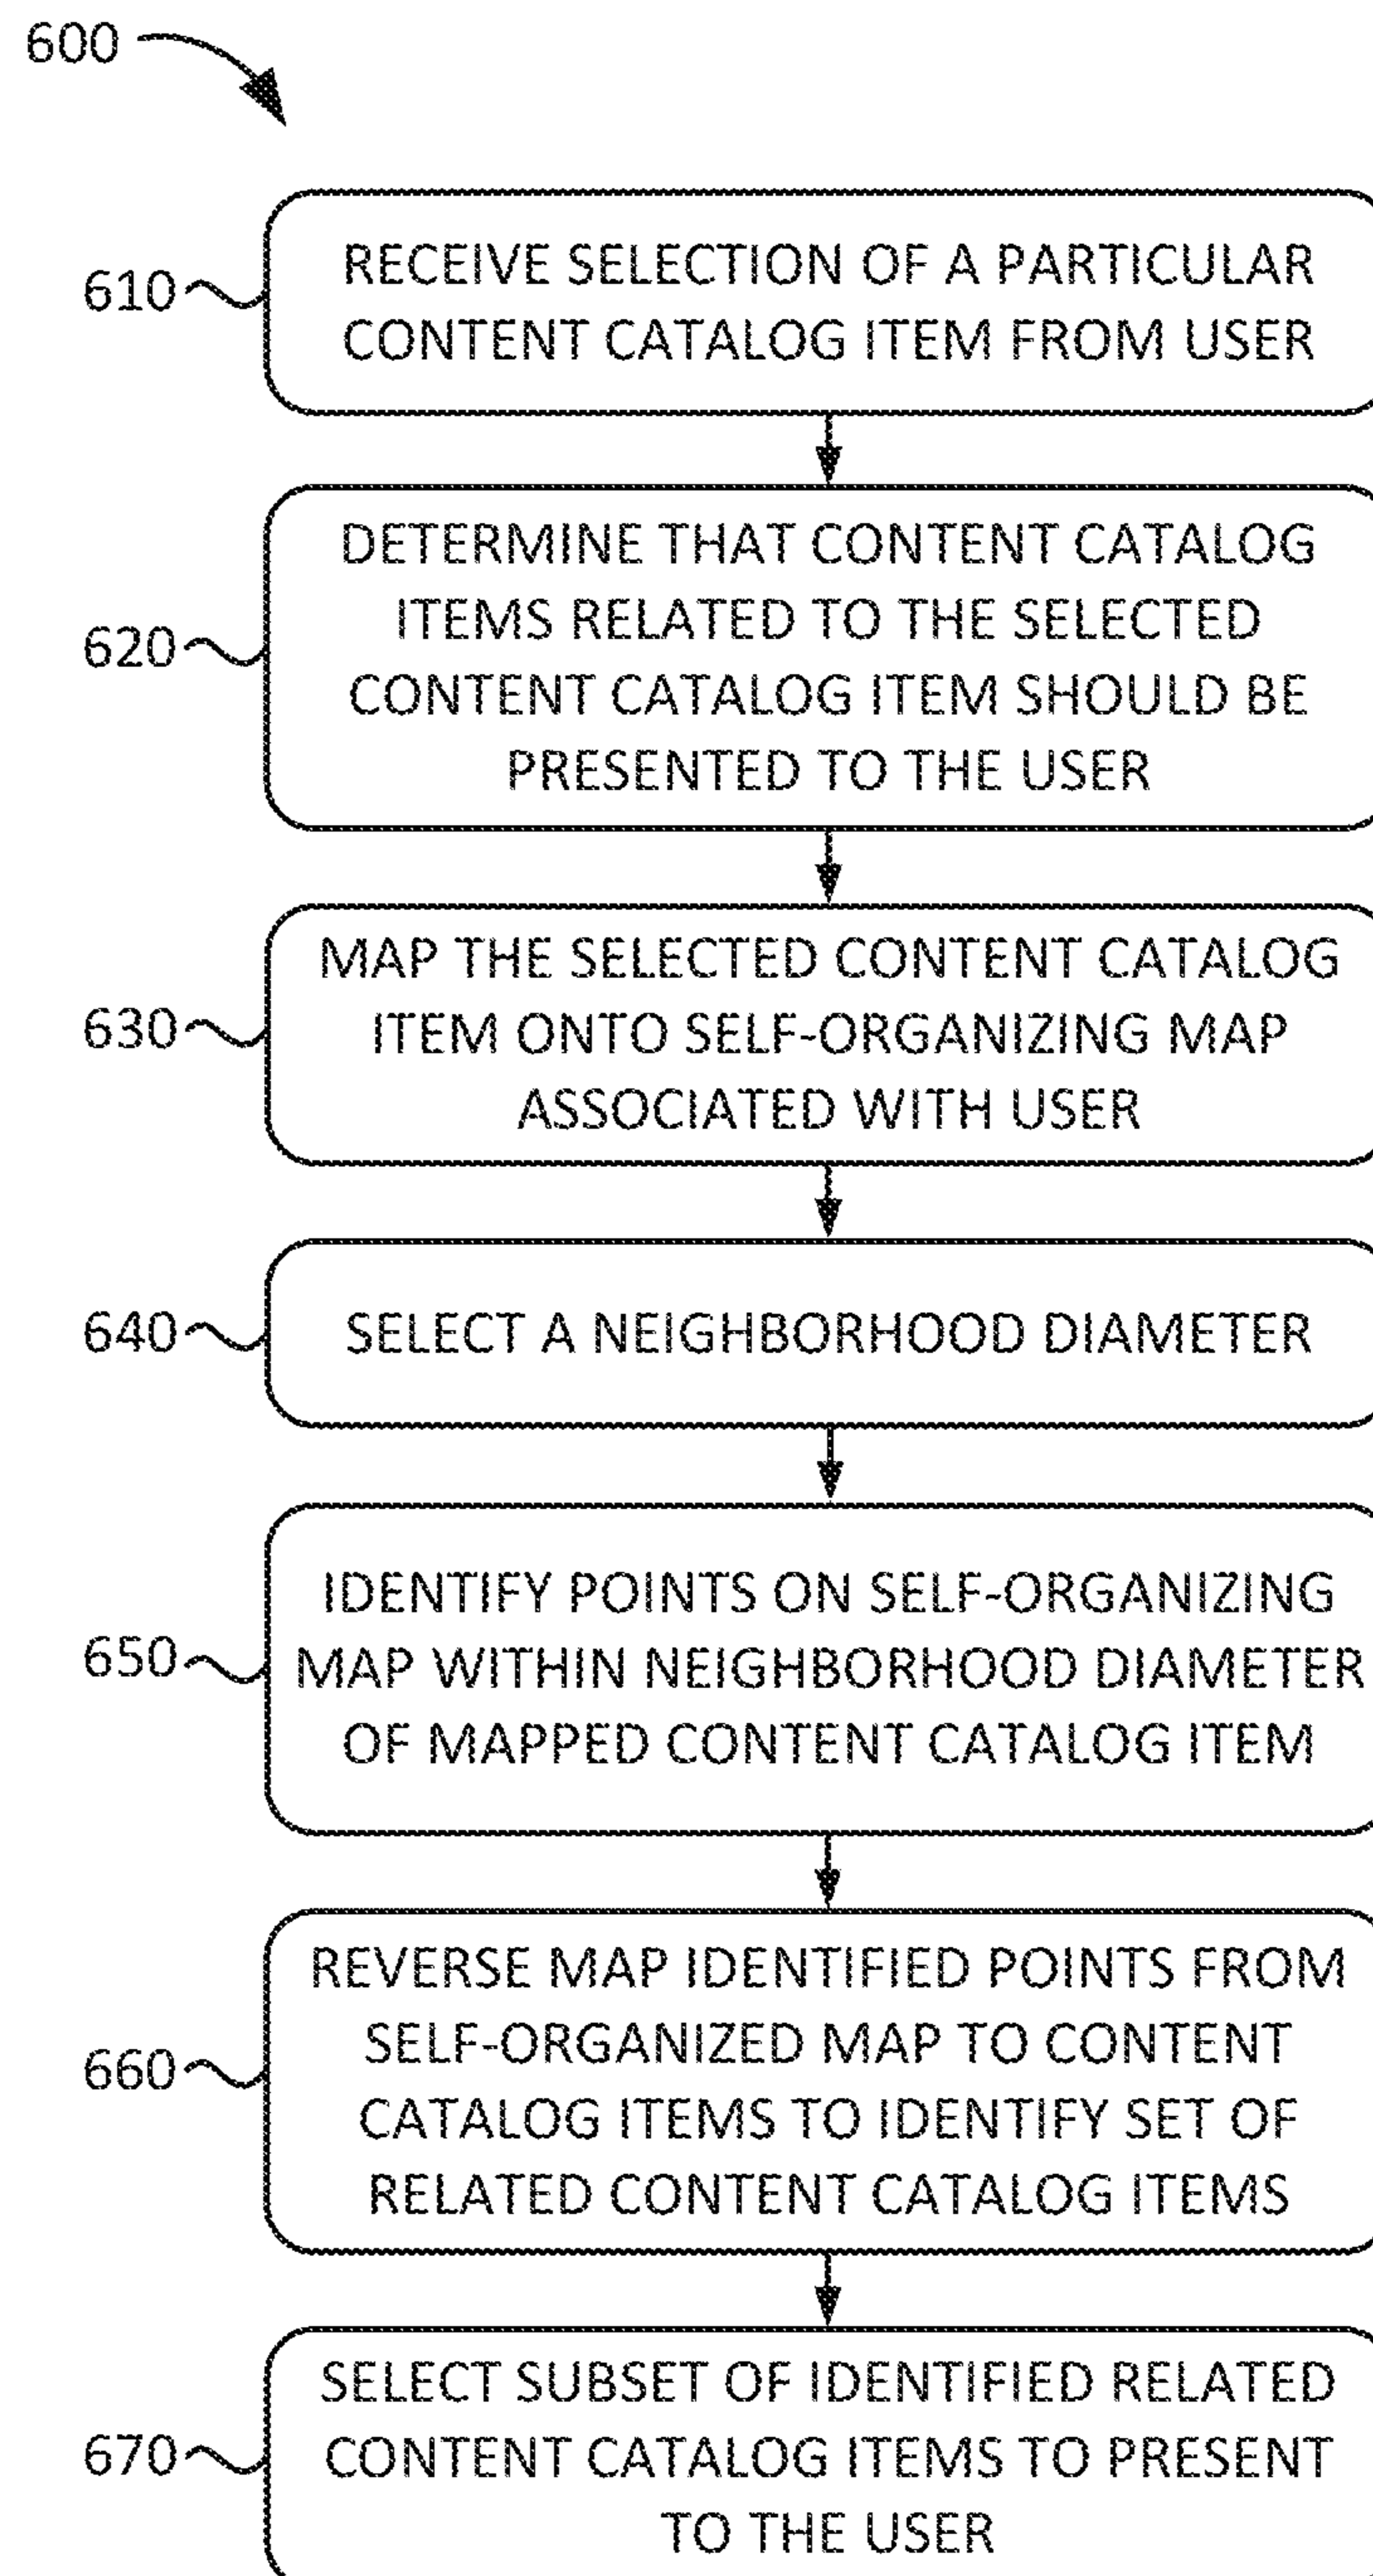 600
610
RECEIVE SELECTION OF A PARTICULAR
CONTENT CATALOG ITEM FROM USER
620
DETERMINE THAT CONTENT CATALOG
ITEMS RELATED TO THE SELECTED
CONTENT CATALOG ITEM SHOULD BE
PRESENTED TO THE USER
630
MAP THE SELECTED CONTENT CATALOG
ITEM ONTO SELF-ORGANIZING MAP
ASSOCIATED WITH USER
640
SELECT A NEIGHBORHOOD DIAMETER
650
IDENTIFY POINTS ON SELF-ORGANIZING
MAP WITHIN NEIGHBORHOOD DIAMETER
OF MAPPED CONTENT CATALOG ITEM
660
REVERSE MAP IDENTIFIED POINTS FROM
SELF-ORGANIZED MAP TO CONTENT
CATALOG ITEMS TO IDENTIFY SET OF
RELATED CONTENT CATALOG ITEMS
670
SELECT SUBSET OF IDENTIFIED RELATED
CONTENT CATALOG ITEMS TO PRESENT
TO THE USER